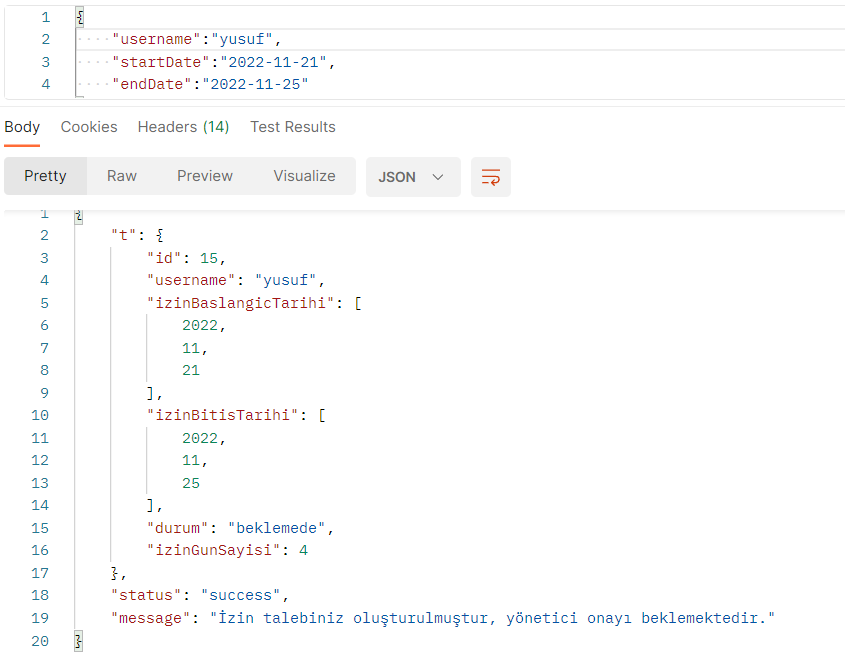 1 {
2 "username":"yusuf",
3 "startDate":"2022-11-21",
4 "endDate":"2022-11-25"
Body Cookies Headers (14) Test Results
Pretty Raw Preview Visualize JSON
1 {
2 "t": {
3 "id": 15,
4 "username": "yusuf",
5 "izinBaslangicTarihi": [
6 2022,
7 11,
8 21
9 ],
10 "izinBitisTarihi": [
11 2022,
12 11,
13 25
14 ],
15 "durum": "beklemede",
16 "izinGunSayisi": 4
17 },
18 "status": "success",
19 "message": "İzin talebiniz oluşturulmuştur, yönetici onayı beklemektedir."
20 }